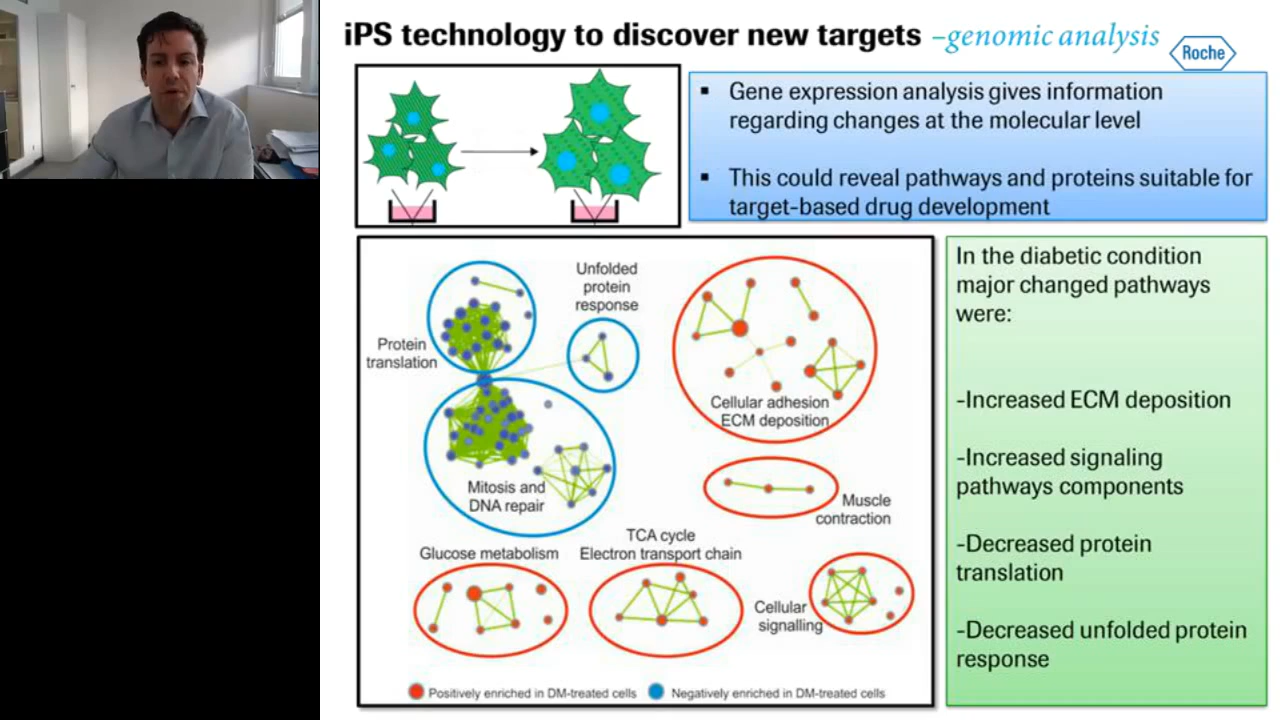 iPS technology to discover new targets –genomic analysis
Roche
▪ Gene expression analysis gives information
regarding changes at the molecular level
▪ This could reveal pathways and proteins suitable for
target-based drug development
Unfolded
protein
response
Protein
translation
Cellular adhesion
ECM deposition
Mitosis and
DNA repair
Muscle
contraction
TCA cycle
Electron transport chain
Glucose metabolism
Cellular
signalling
Positively enriched in DM-treated cells
Negatively enriched in DM-treated cells
In the diabetic condition
major changed pathways
were:
-Increased ECM deposition
-Increased signaling
pathways components
-Decreased protein
translation
-Decreased unfolded protein
response